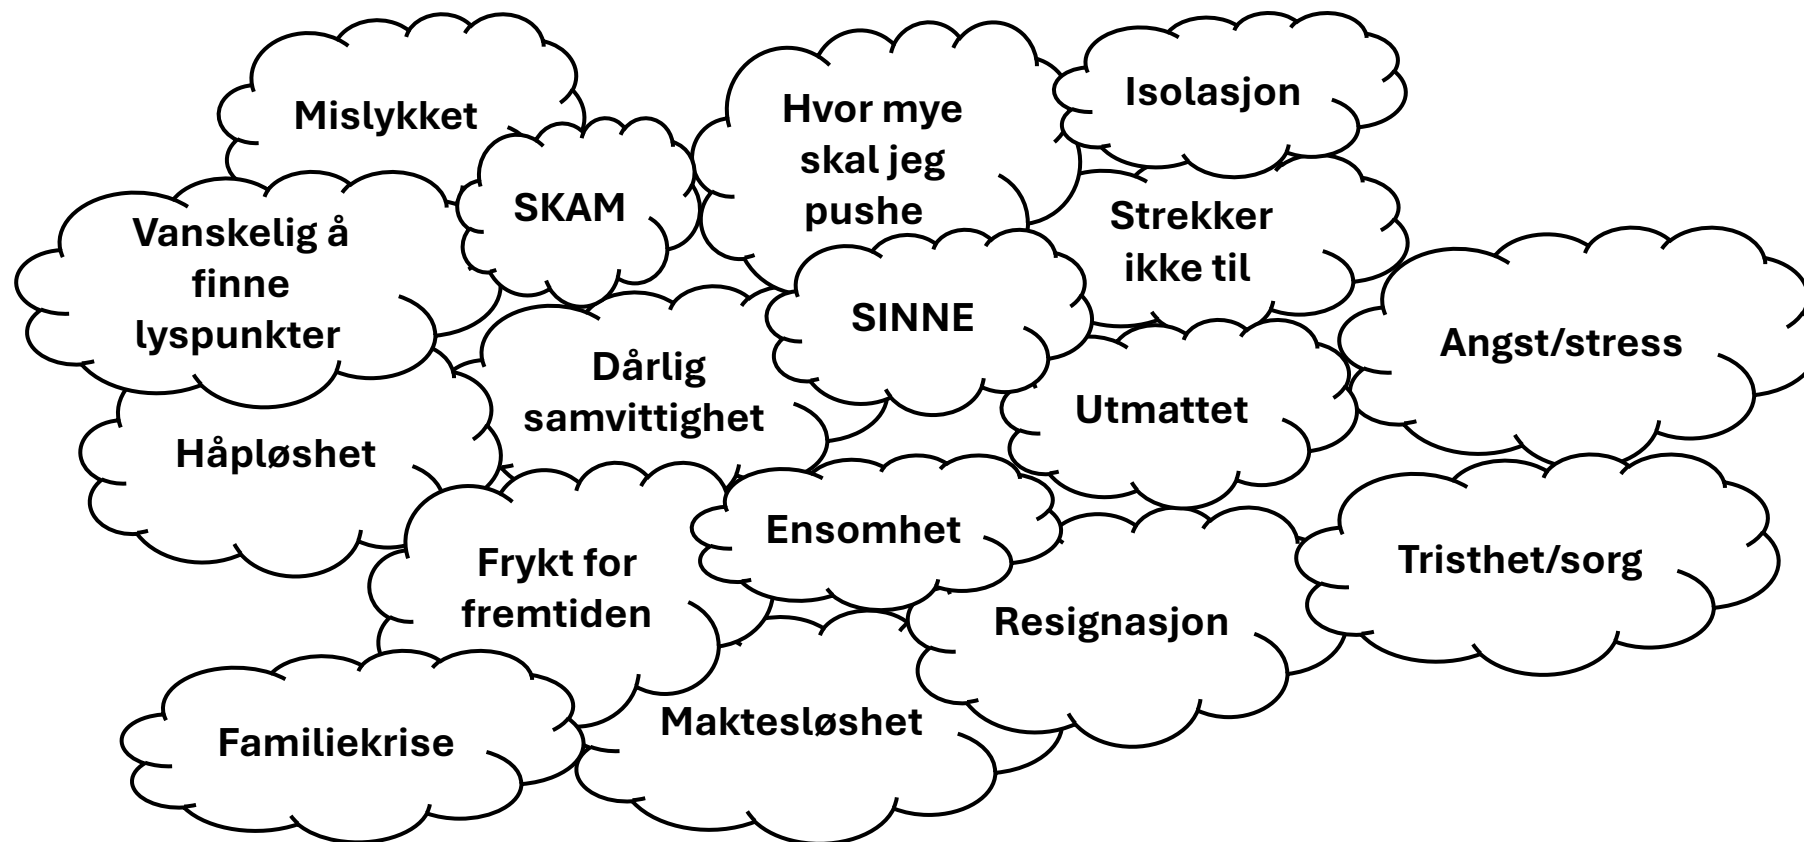 Mislykket
Hvor mye
skal jeg
pushe
Isolasjon
SKAM
Strekker
ikke til
Vanskelig å
finne
lyspunkter
SINNE
Angst/stress
Dårlig
samvittighet
Utmattet
Håpløshet
Ensomhet
Tristhet/sorg
Frykt for
fremtiden
Resignasjon
Maktesløshet
Familiekrise